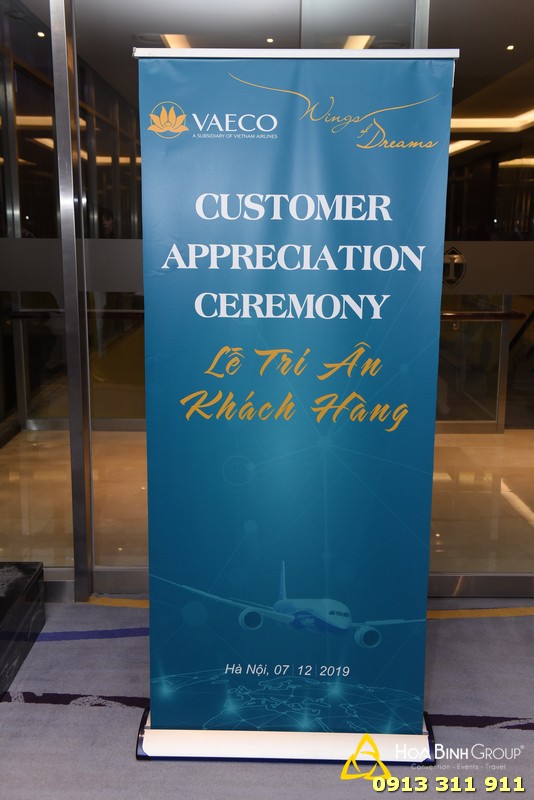 VAECO
A SUBSIDIARY OF VIETNAM AIRLINES
Wings of Dreams
CUSTOMER
APPRECIATION
CEREMONY
Lễ Tri Ân
Khách Hàng
Hà Nội, 07 | 12 | 2019
HOA BINH GROUP®
Convention - Events - Travel
0913 311 911